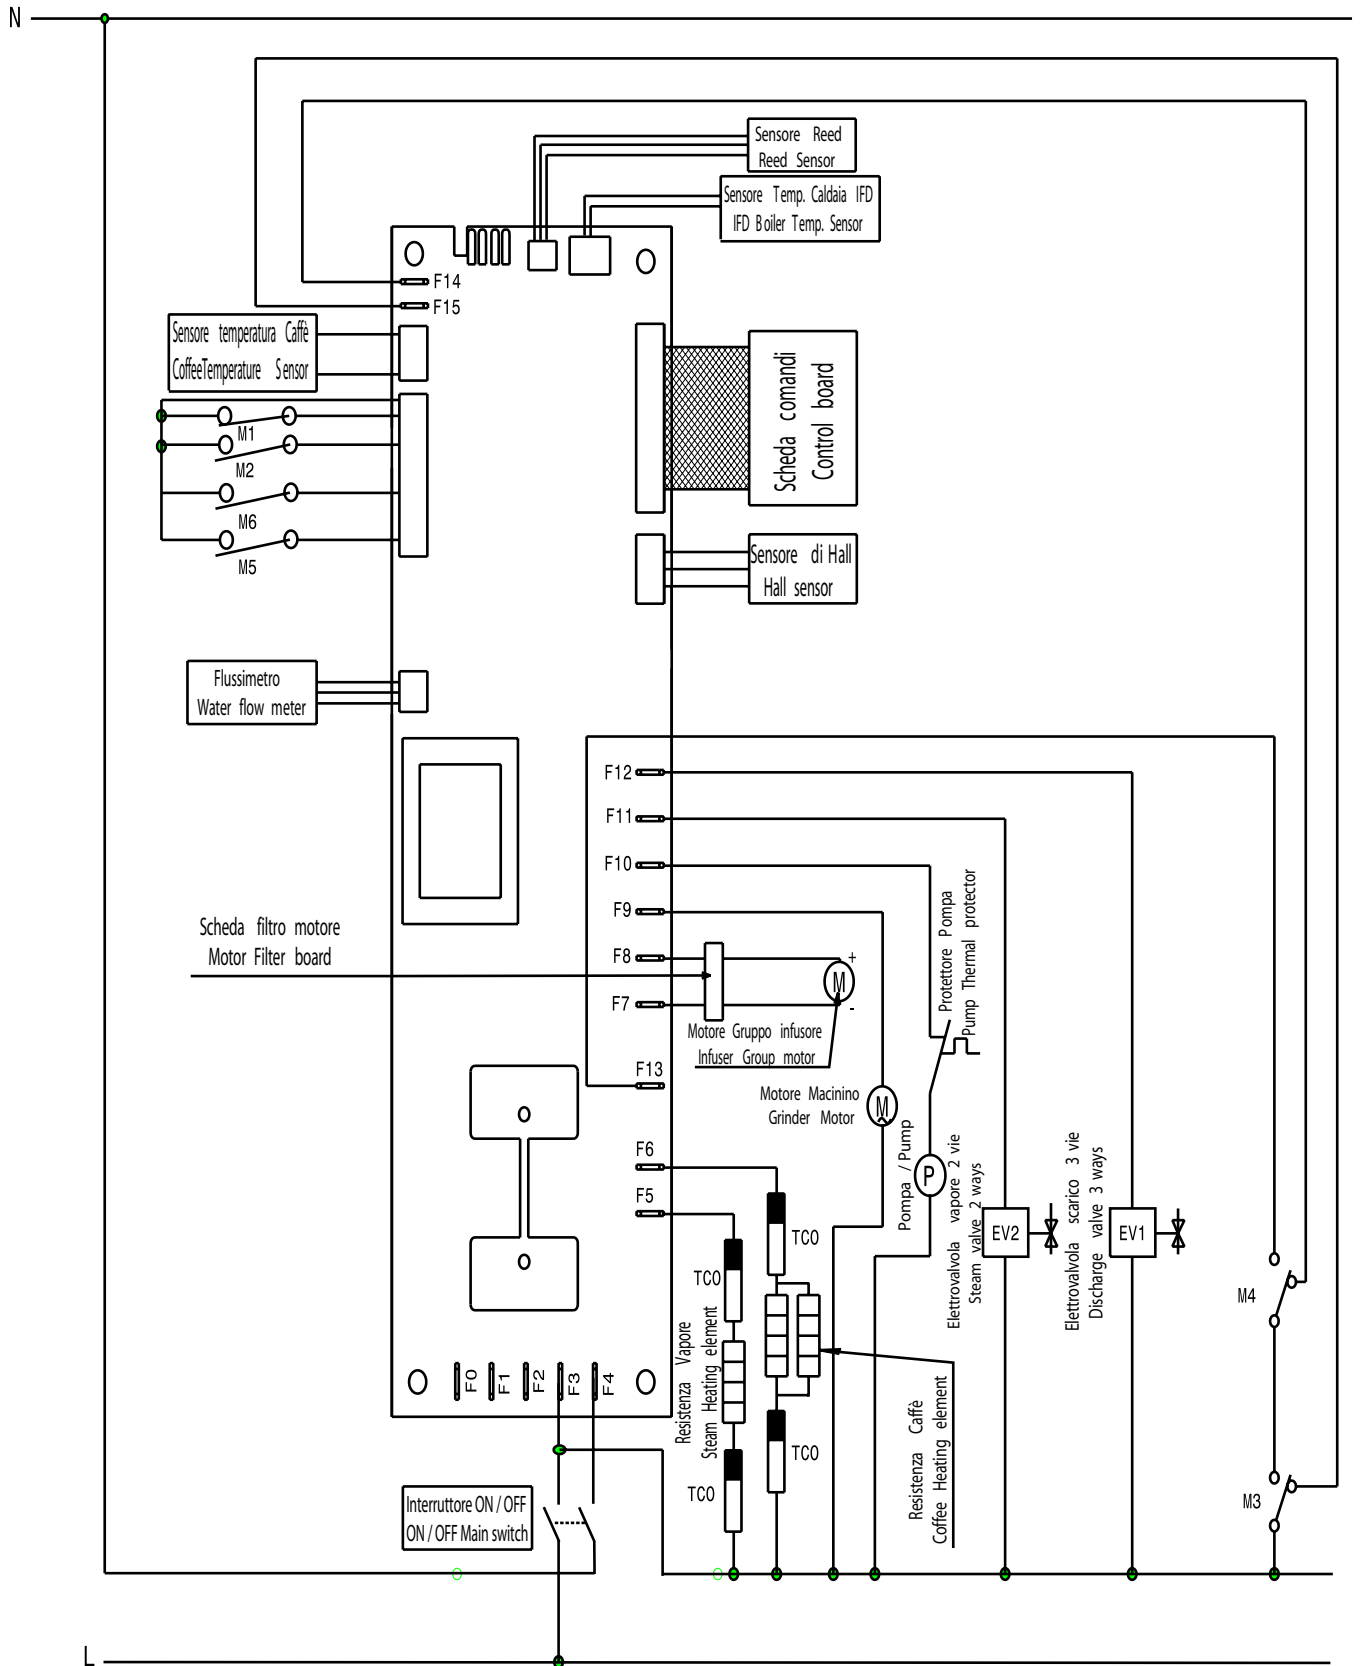 N
Sensore Reed
Reed Sensor
Sensore Temp. Caldaia IFD
IFD Boiler Temp. Sensor
F14
F15
Sensore temperatura Caffè
CoffeeTemperature Sensor
M1
M2
M6
M5
Scheda comandi
Control board
Sensore di Hall
Hall sensor
Flussimetro
Water flow meter
F12
F11
F10
F9
F8
F7
F13
F6
F5
Scheda filtro motore
Motor Filter board
M
+
-
Motore Gruppo infusore
Infuser Group motor
Protettore Pompa
Pump Thermal protector
Motore Macinino
Grinder Motor
M
Pompa / Pump
P
Elettrovalvola vapore 2 vie
Steam valve 2 ways
EV2
Elettrovalvola scarico 3 vie
Discharge valve 3 ways
EV1
TCO
TCO
Resistenza Vapore
Steam Heating element
TCO
TCO
Resistenza Caffè
Coffee Heating element
M4
M3
F0
F1
F2
F3
F4
Interruttore ON / OFF
ON / OFF Main switch
L